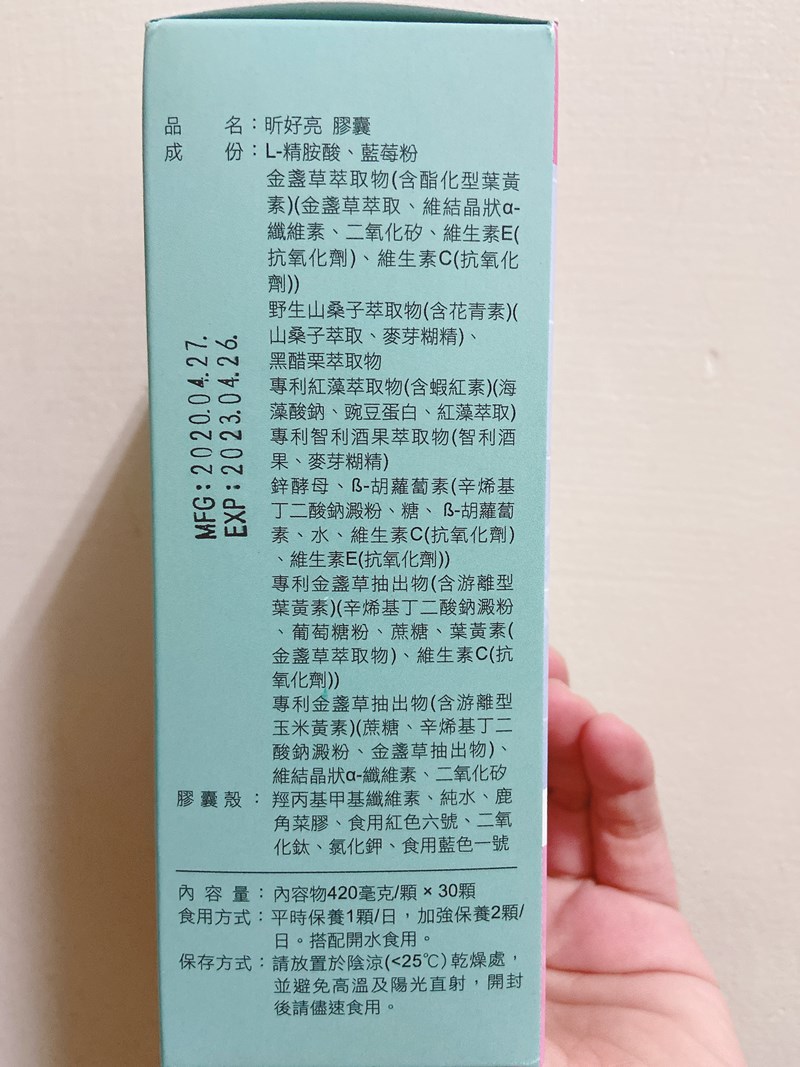 品　　名：昕好亮 膠囊
成　　份：L-精胺酸、藍莓粉
金盞草萃取物(含酯化型葉黃
素)(金盞草萃取、維結晶狀α-
纖維素、二氧化矽、維生素E(
抗氧化劑)、維生素C(抗氧化
劑))
野生山桑子萃取物(含花青素)(
山桑子萃取、麥芽糊精)、
黑醋栗萃取物
專利紅藻萃取物(含蝦紅素)(海
藻酸鈉、豌豆蛋白、紅藻萃取)
專利智利酒果萃取物(智利酒
果、麥芽糊精)
鋅酵母、ß-胡蘿蔔素(辛烯基
丁二酸鈉澱粉、糖、ß-胡蘿蔔
素、水、維生素C(抗氧化劑)
、維生素E(抗氧化劑))
專利金盞草抽出物(含游離型
葉黃素)(辛烯基丁二酸鈉澱粉
、葡萄糖粉、蔗糖、葉黃素(
金盞草萃取物)、維生素C(抗
氧化劑))
專利金盞草抽出物(含游離型
玉米黃素)(蔗糖、辛烯基丁二
酸鈉澱粉、金盞草抽出物)、
維結晶狀α-纖維素、二氧化矽
膠囊殼：羥丙基甲基纖維素、純水、鹿
角菜膠、食用紅色六號、二氧
化鈦、氯化鉀、食用藍色一號
內容量：內容物420毫克/顆 × 30顆
食用方式：平時保養1顆/日，加強保養2顆/
日。搭配開水食用。
保存方式：請放置於陰涼(<25℃)乾燥處，
並避免高溫及陽光直射，開封
後請儘速食用。
MFG:2020.04.27.
EXP:2023.04.26.